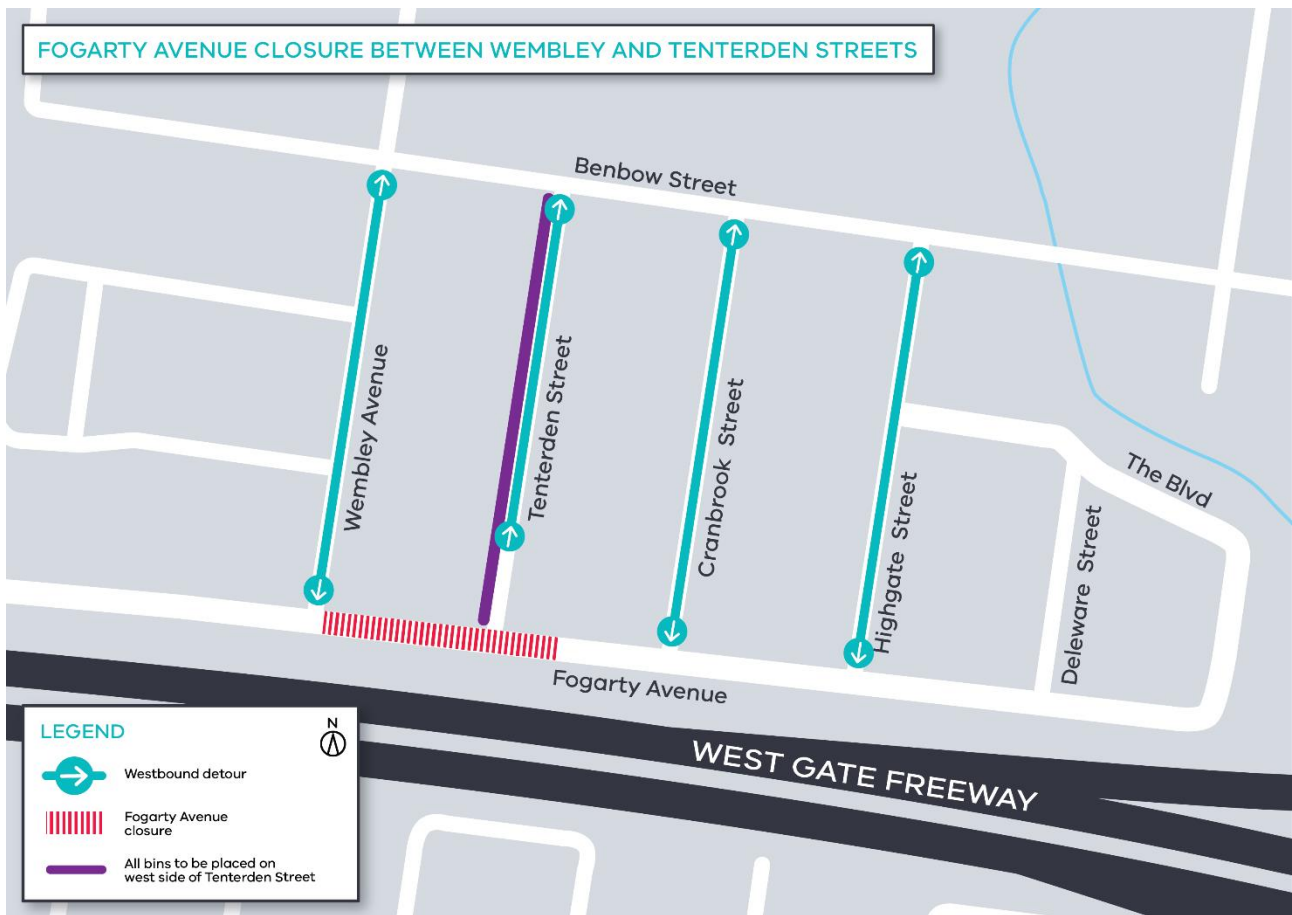 FOGARTY AVENUE CLOSURE BETWEEN WEMBLEY AND TENTERDEN STREETS
Benbow Street
Wembley Avenue
Tenterden Street
Cranbrook Street
Highgate Street
The Blvd
Deleware Street
Fogarty Avenue
WEST GATE FREEWAY
LEGEND
N
Westbound detour
Fogarty Avenue
closure
All bins to be placed on
west side of Tenterden Street